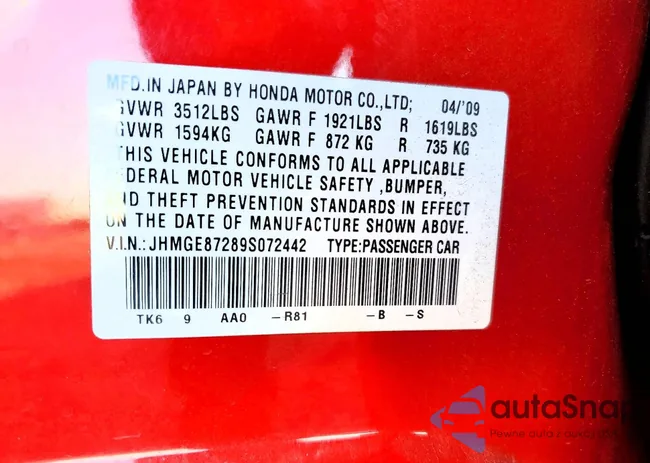 MFD.IN JAPAN BY HONDA MOTOR CO.,LTD; 04/'09
GVWR 3512LBS GAWR F 1921LBS R 1619LBS
GVWR 1594KG GAWR F 872 KG R 735 KG
THIS VEHICLE CONFORMS TO ALL APPLICABLE
FEDERAL MOTOR VEHICLE SAFETY ,BUMPER,
AND THEFT PREVENTION STANDARDS IN EFFECT
ON THE DATE OF MANUFACTURE SHOWN ABOVE.
V.I.N.: JHMGE87289S072442 TYPE:PASSENGER CAR
TK6 9 AA0 -R81 -B -S
autaSnap
Pewne auta z